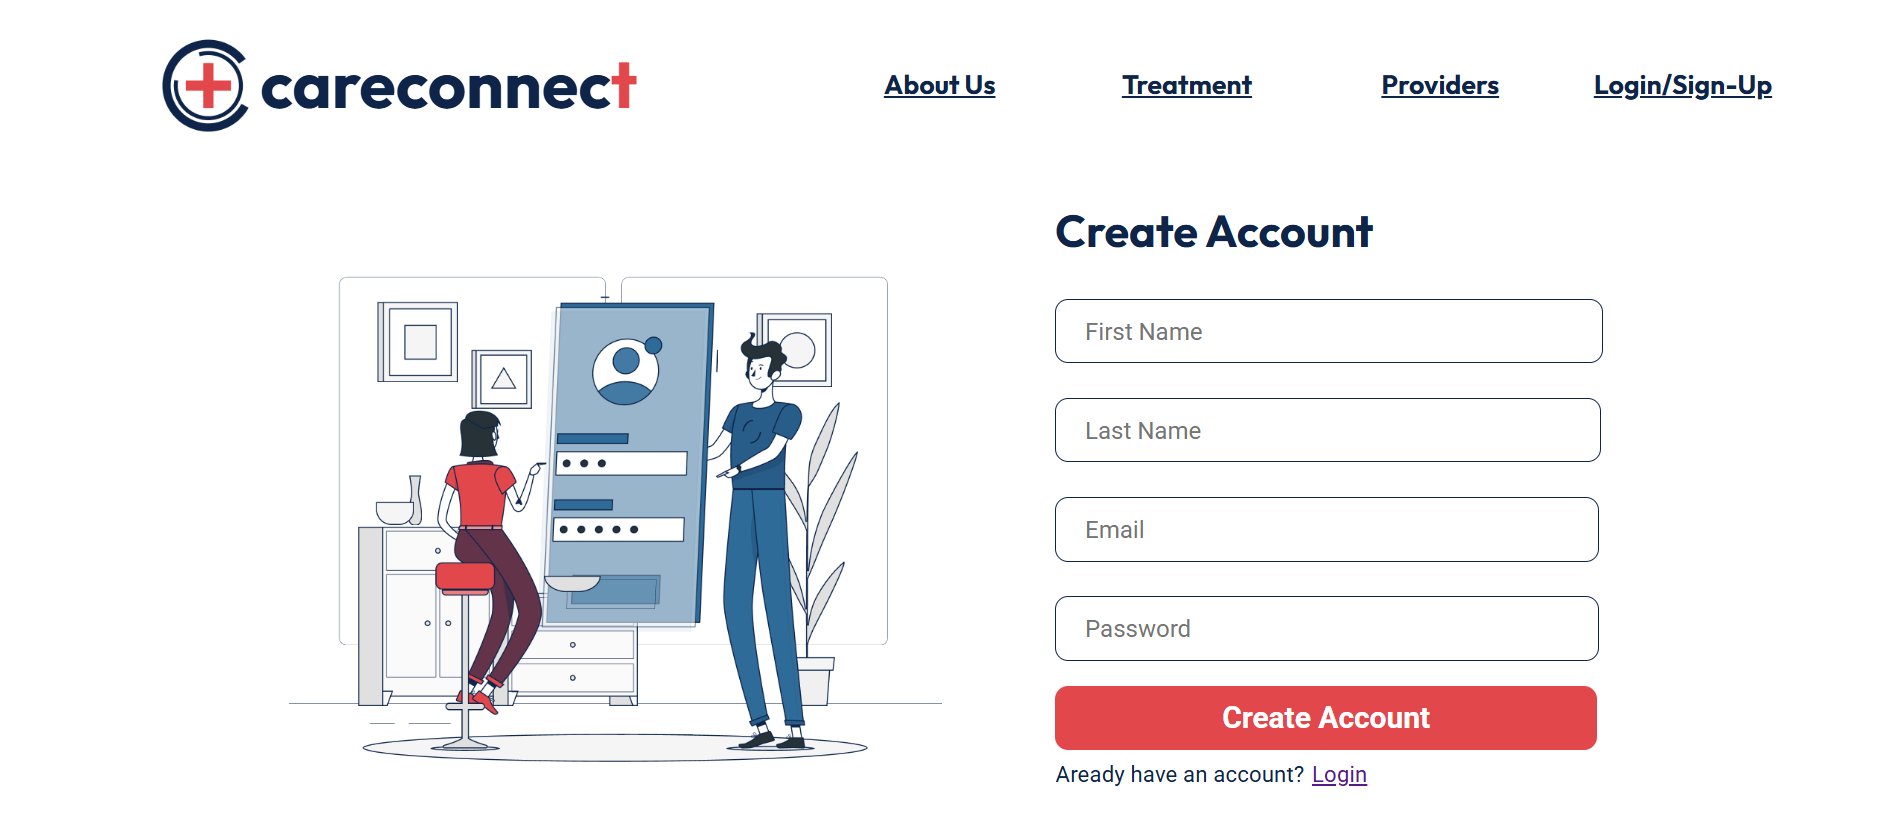 careconnect
About Us
Treatment
Providers
Login/Sign-Up
Create Account
First Name
Last Name
Email
Password
Create Account
Aready have an account? Login